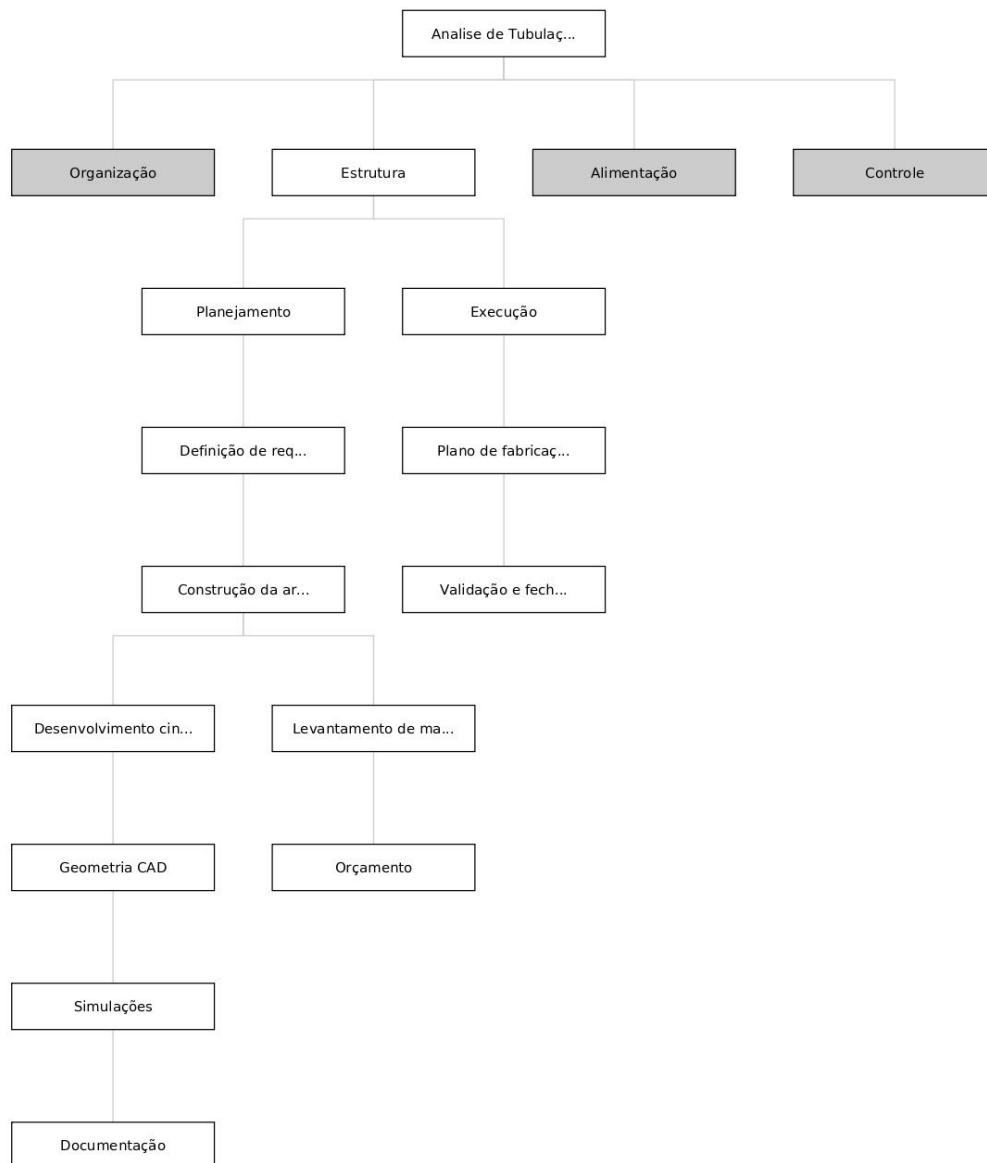 Analise de Tubulaç...
Organização
Estrutura
Alimentação
Controle
Planejamento
Execução
Definição de req...
Plano de fabricaç...
Construção da ar...
Validação e fech...
Desenvolvimento cin...
Levantamento de ma...
Geometria CAD
Orçamento
Simulações
Documentação